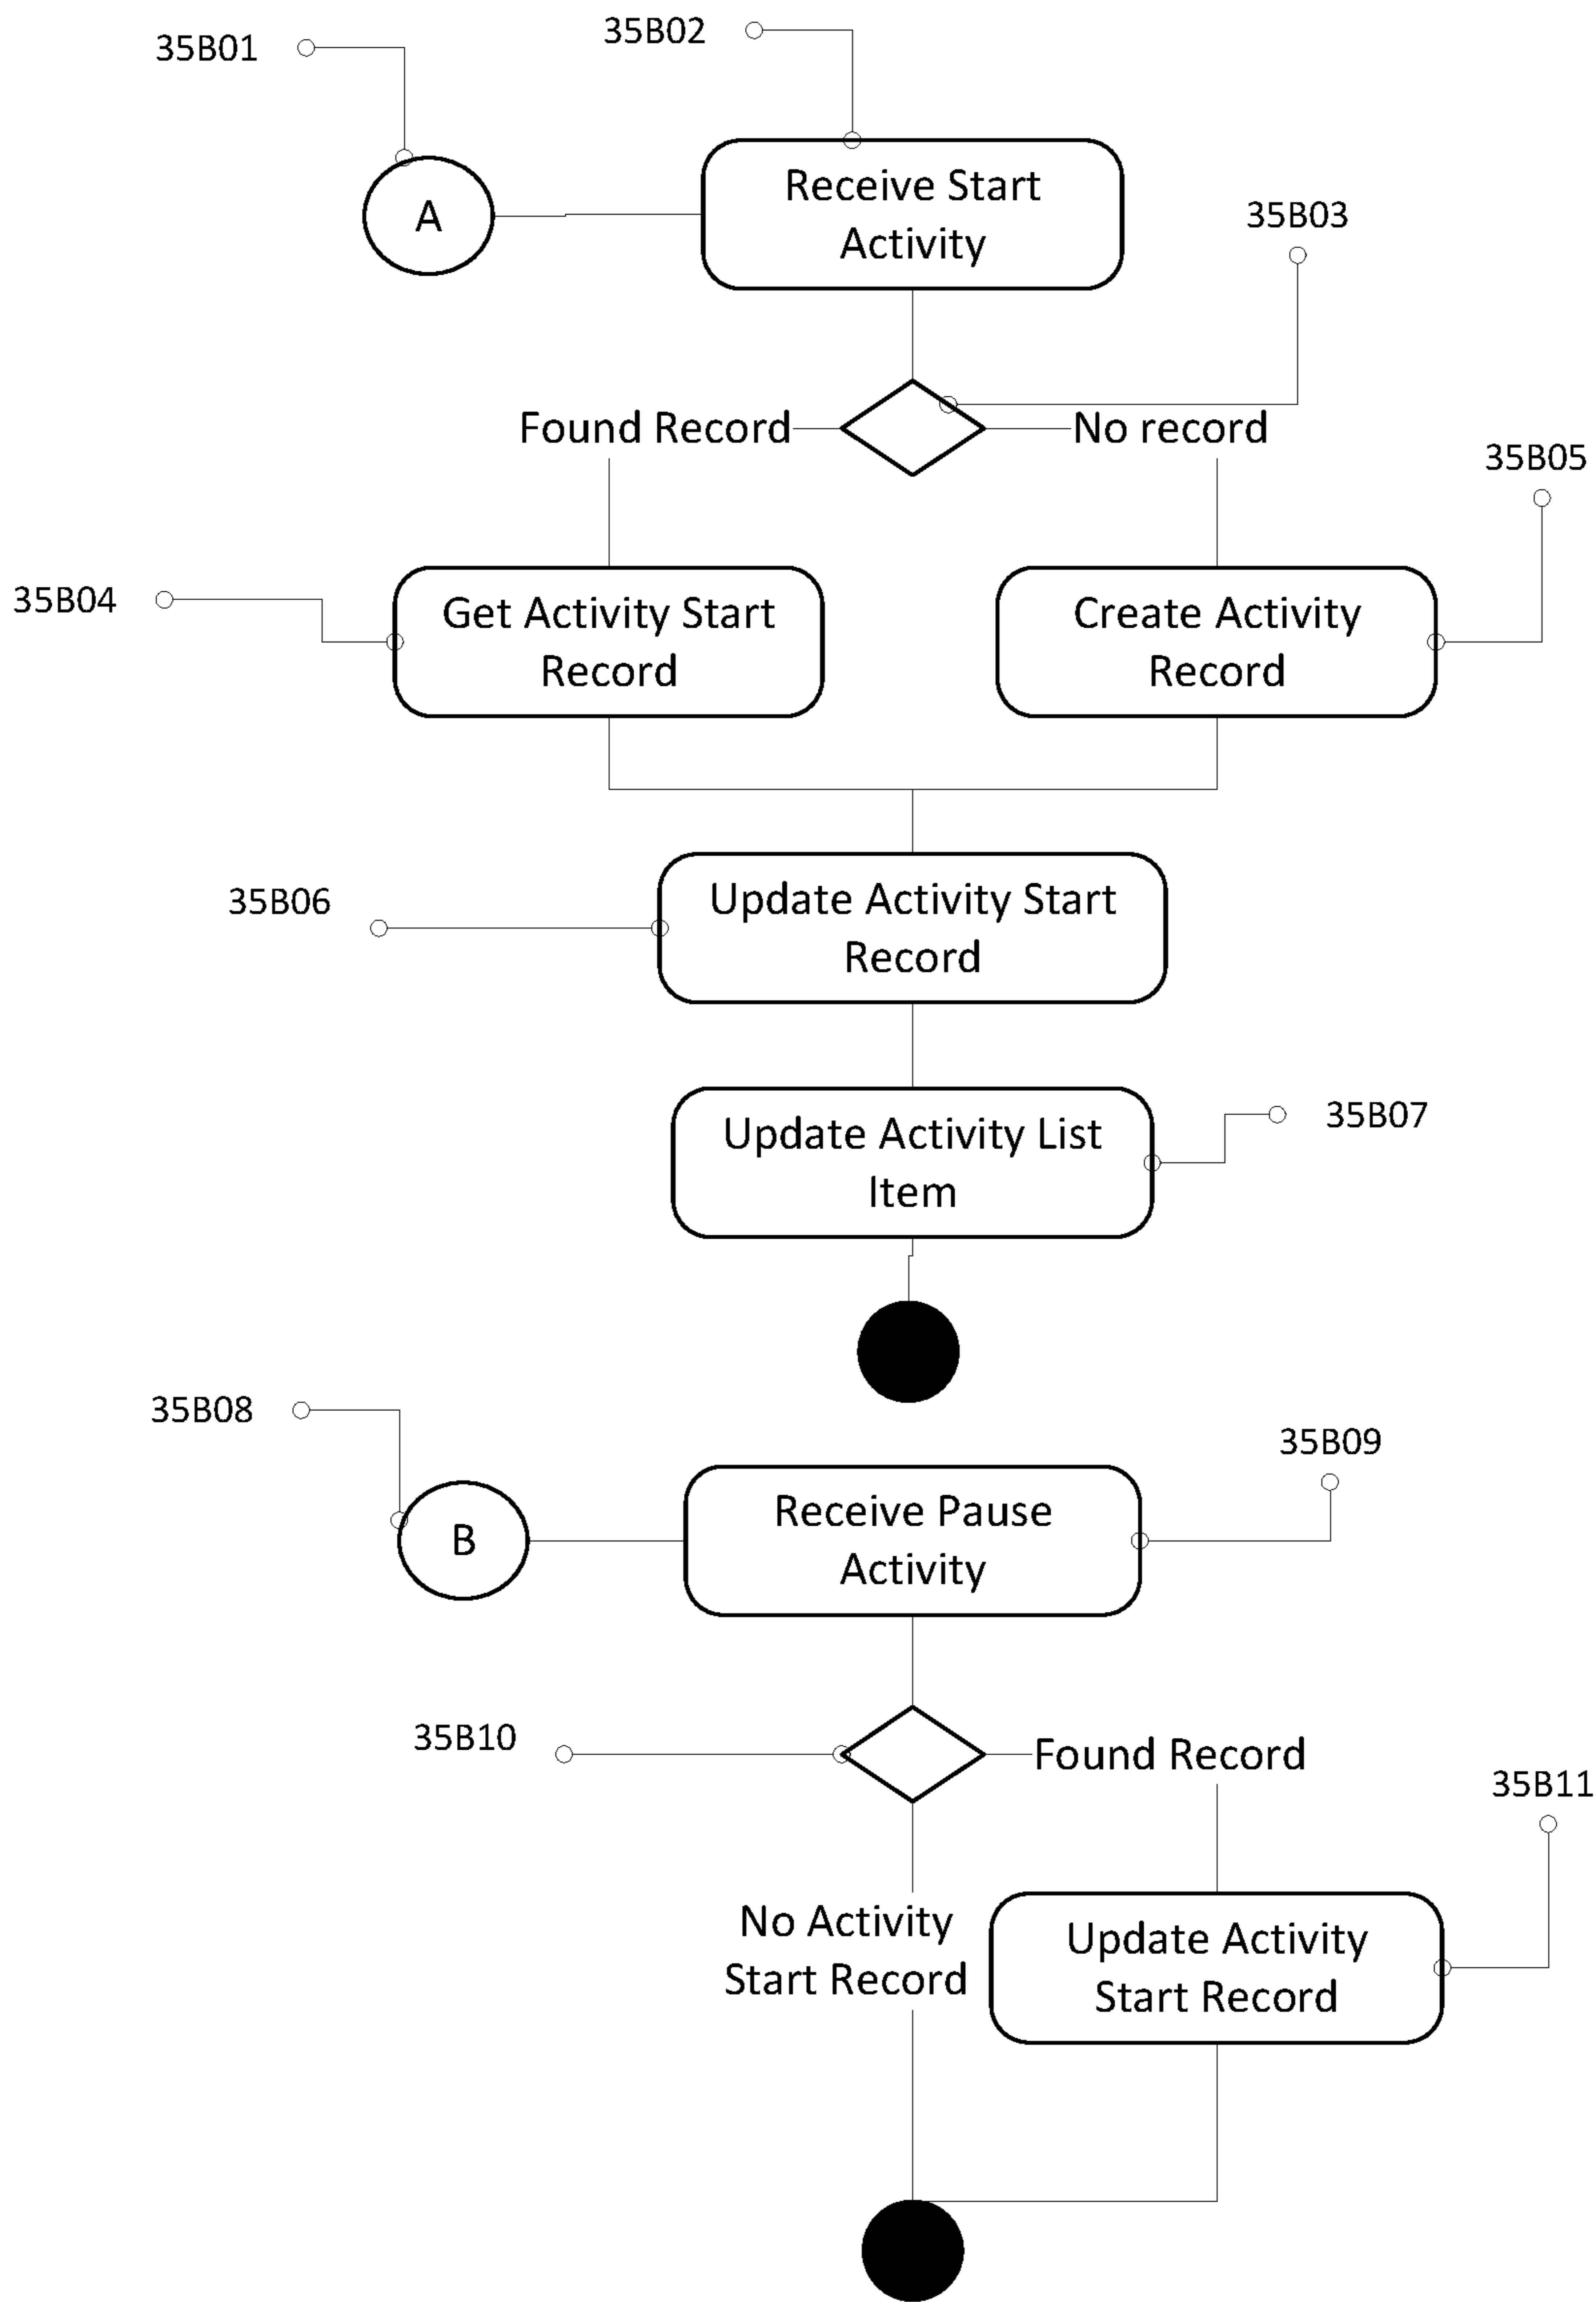 35B01
35B02
A
Receive Start
Activity
35B03
Found Record
No record
35B05
35B04
Get Activity Start
Record
Create Activity
Record
35B06
Update Activity Start
Record
Update Activity List
Item
35B07
35B08
35B09
B
Receive Pause
Activity
35B10
Found Record
35B11
No Activity
Start Record
Update Activity
Start Record